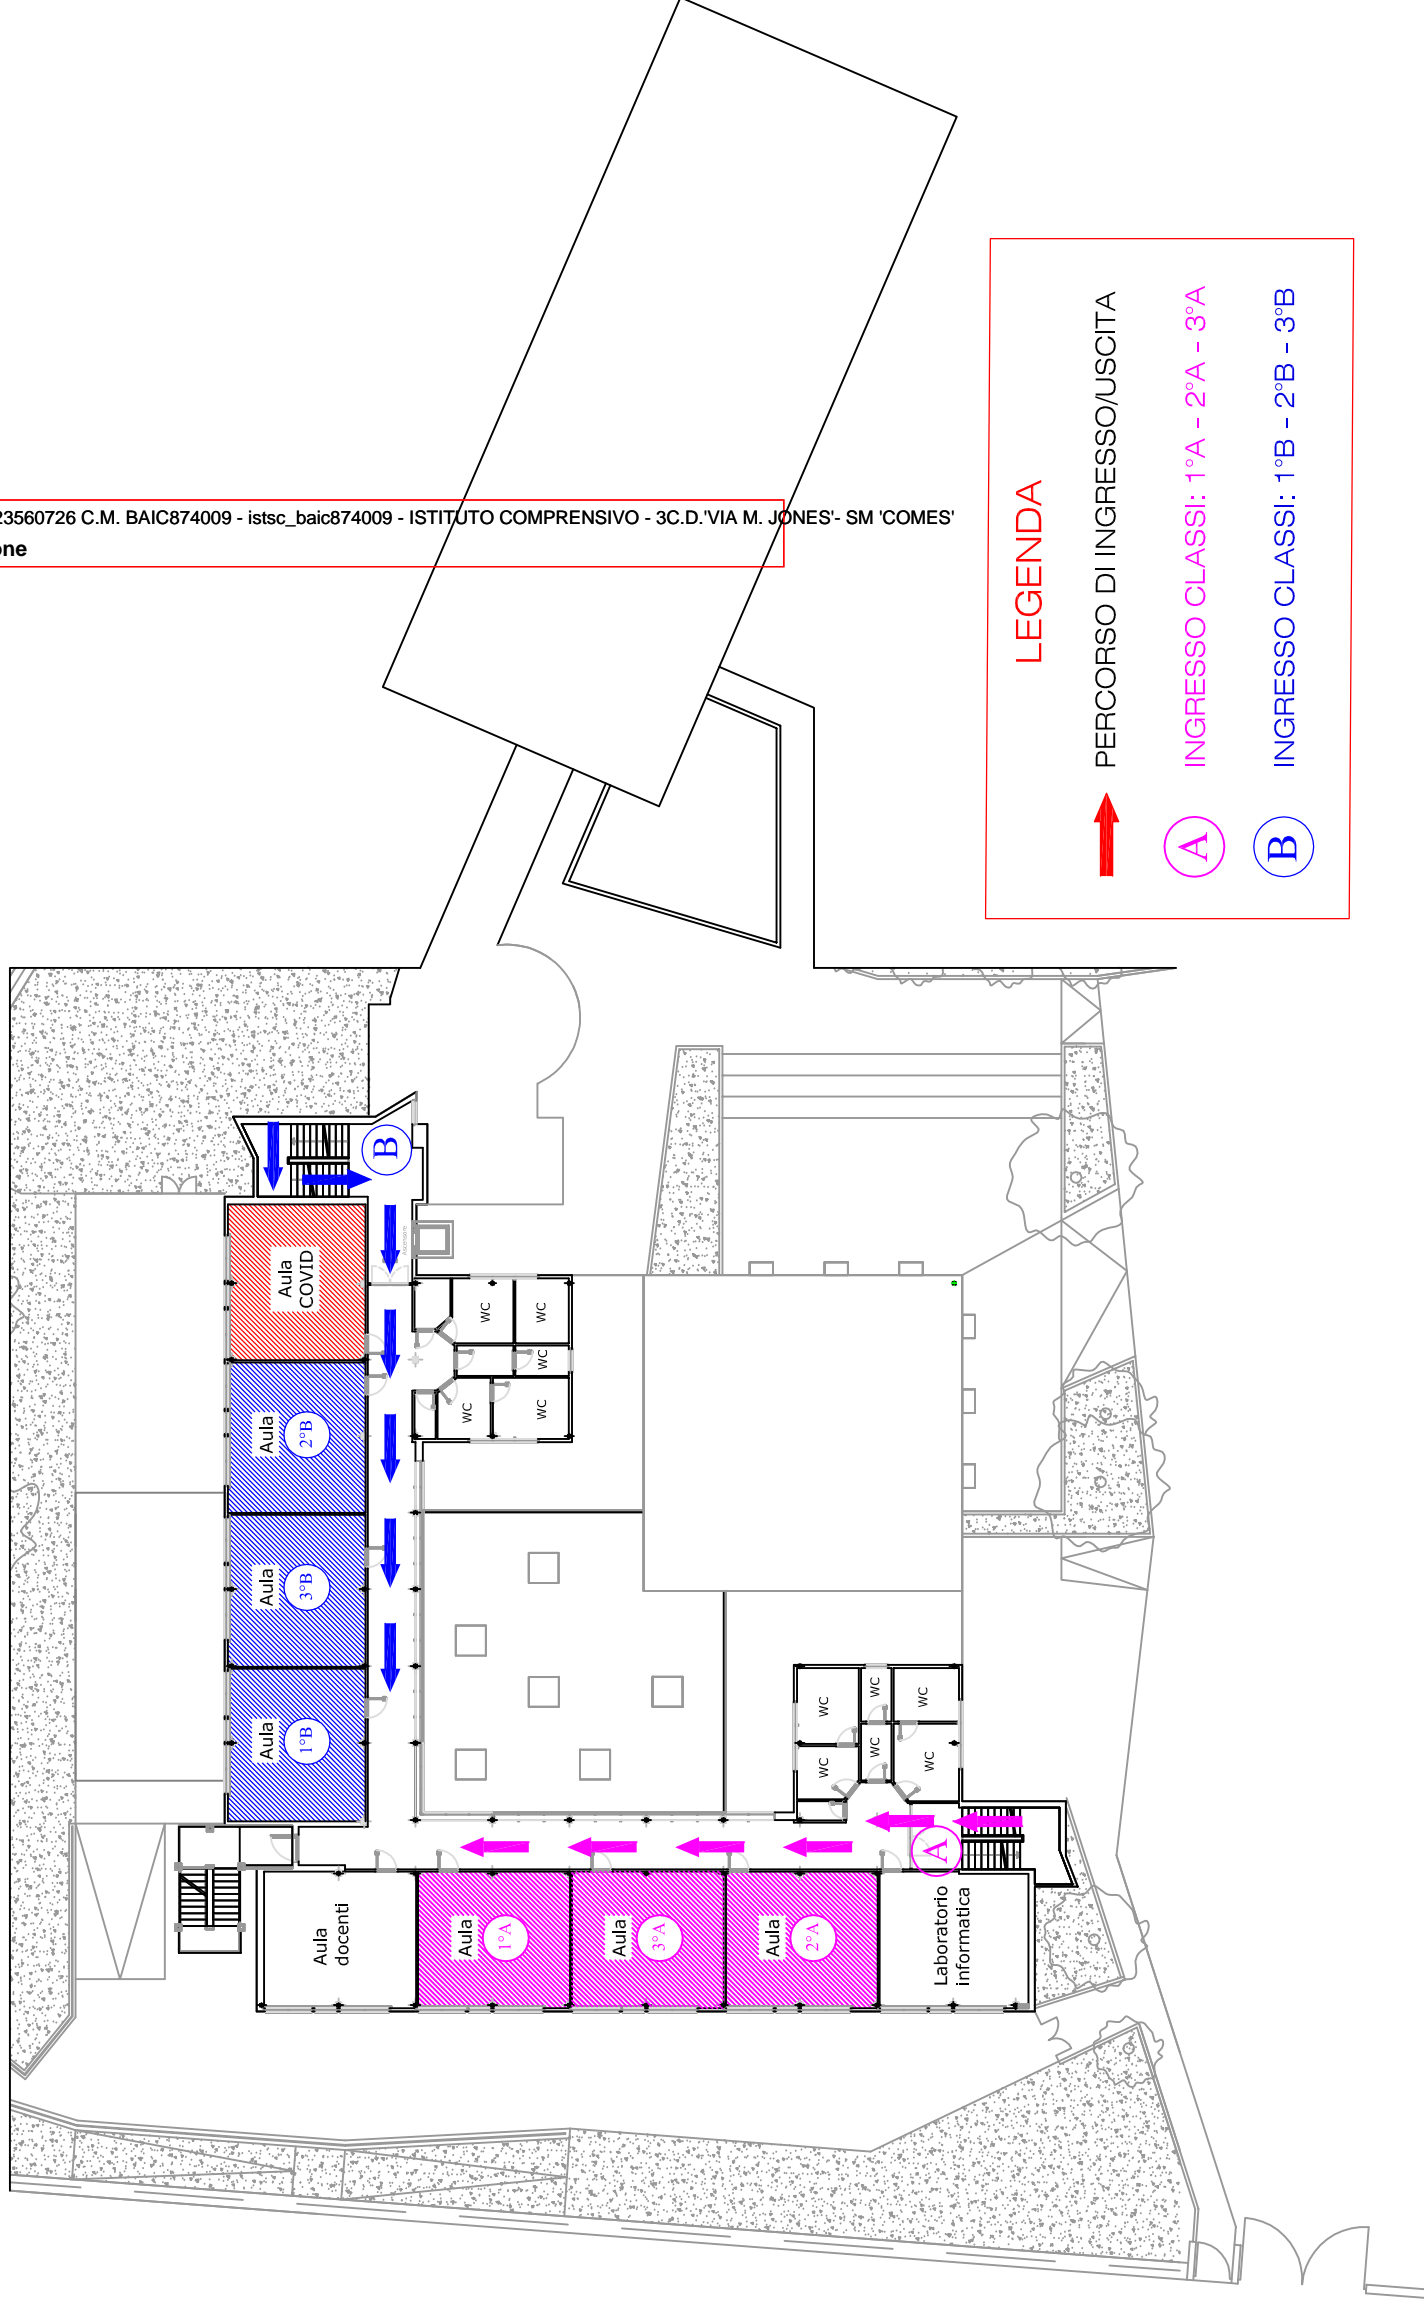 23560726 C.M. BAIC874009 - istsc_baic874009 - ISTITUTO COMPRENSIVO - 3C.D.'VIA M. JONES'- SM 'COMES'
one
LEGENDA
PERCORSO DI INGRESSO/USCITA
A INGRESSO CLASSI: 1°A - 2°A - 3°A
B INGRESSO CLASSI: 1°B - 2°B - 3°B
B
Aula
COVID
Aula
2°B
Aula
3°B
Aula
1°B
WC
WC
WC
WC
WC
WC
WC
WC
WC
WC
WC
A
Aula
docenti
Aula
1°A
Aula
3°A
Aula
2°A
Laboratorio
informatica